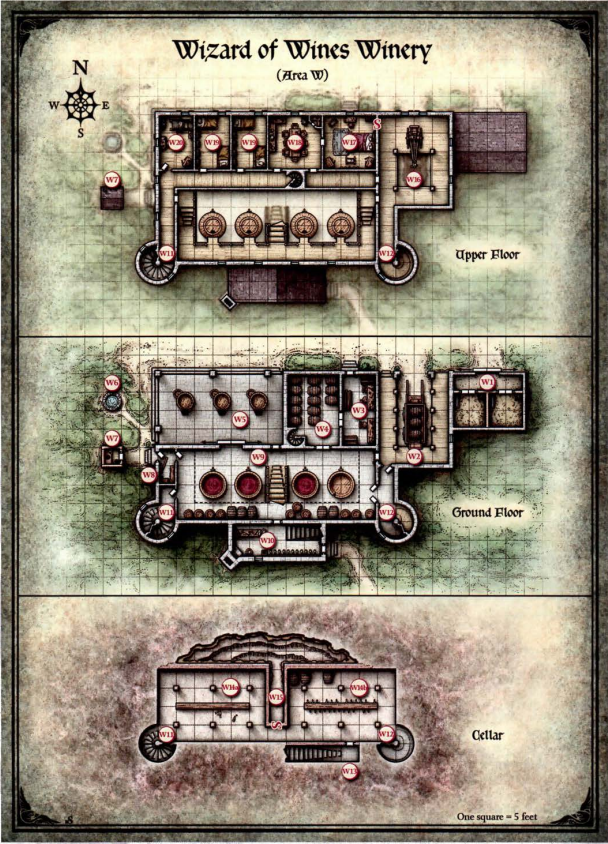 Wizard of Wines Winery
(Area W)
N
W E
S
S
W20 W19 W19 W18 W17
W16
W7
W11 W12
Upper Floor
W6
W1
W5 W4 W3
W2
W7
W8 W9
W11 W12
Ground Floor
W10
W14a W15 W14b
S
W11 W12
Cellar
W13
One square = 5 feet